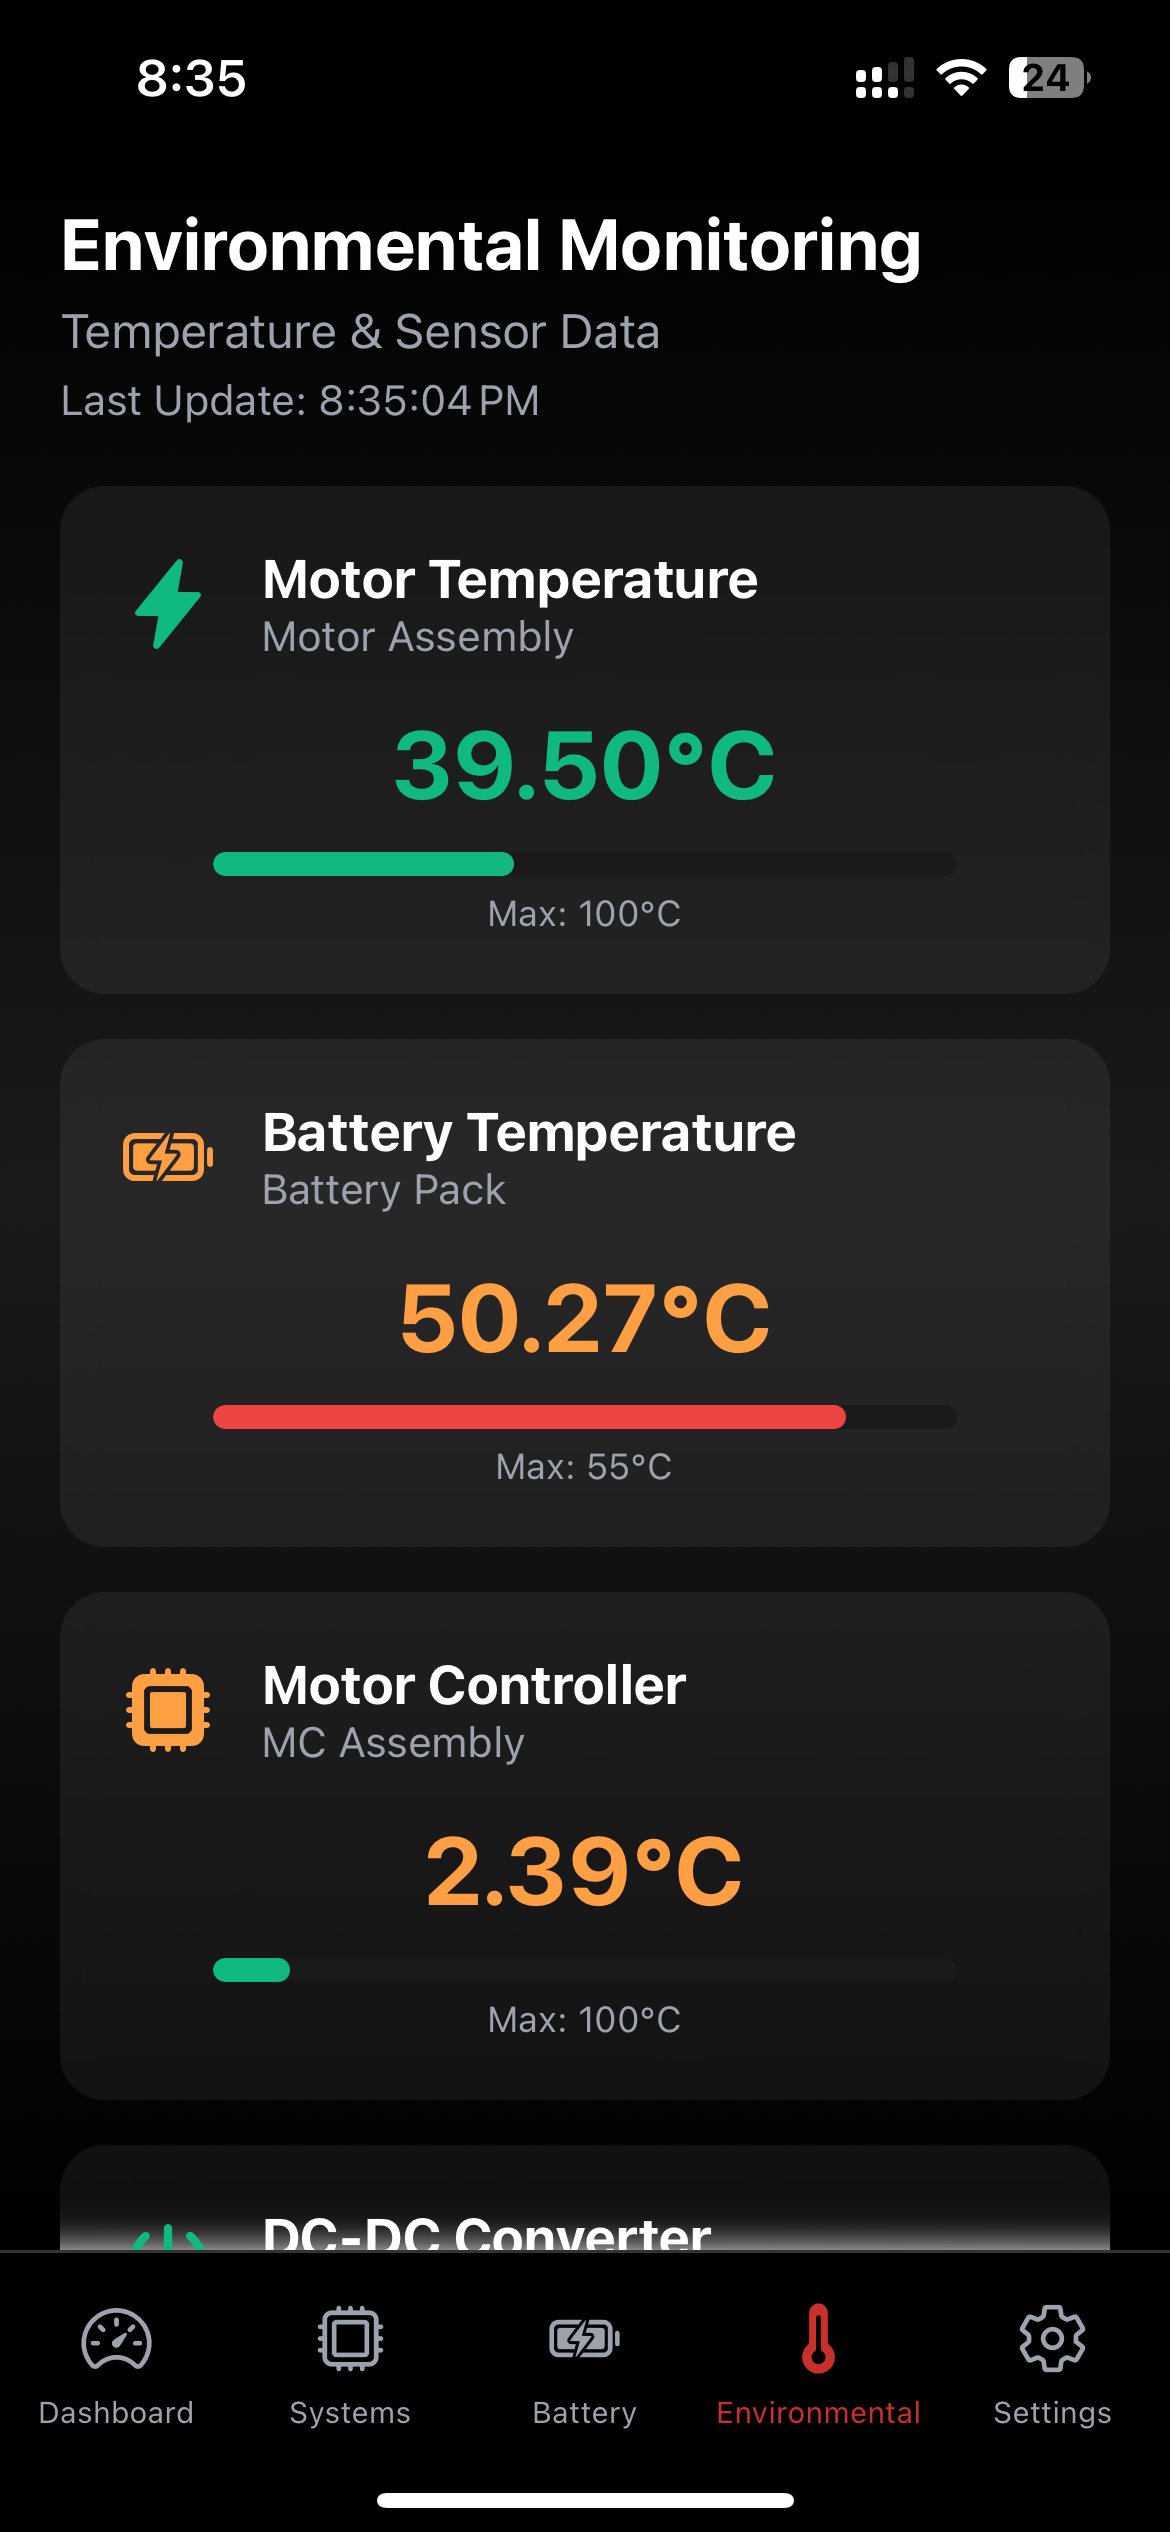 8:35
24
Environmental Monitoring
Temperature & Sensor Data
Last Update: 8:35:04 PM
Motor Temperature
Motor Assembly
39.50°C
Max: 100°C
Battery Temperature
Battery Pack
50.27°C
Max: 55°C
Motor Controller
MC Assembly
2.39°C
Max: 100°C
DC-DC Converter
Dashboard
Systems
Battery
Environmental
Settings